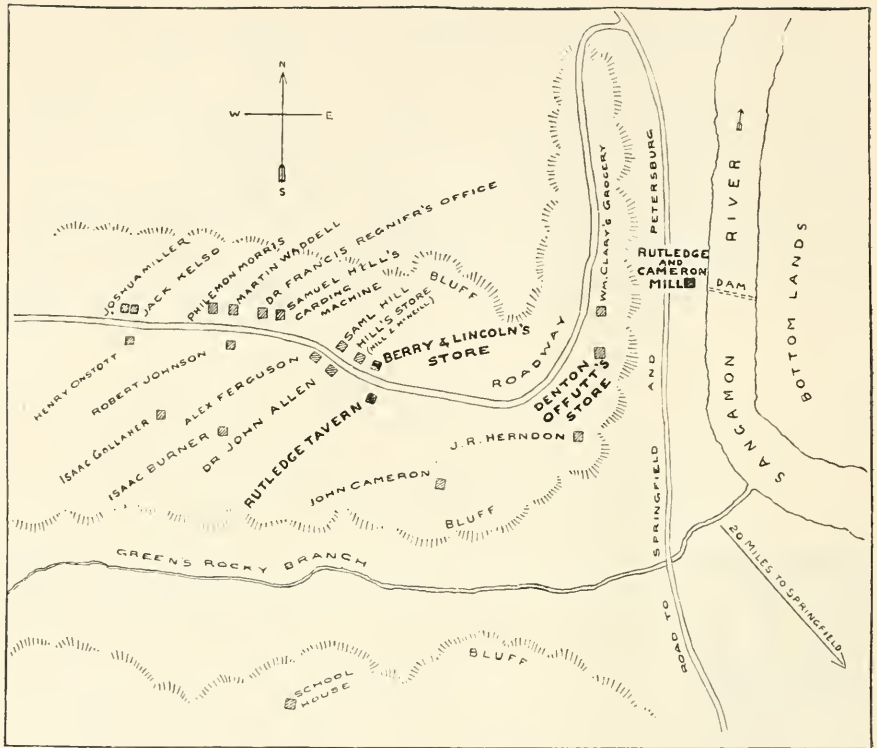 N
W
E
S
JOSHUA MILLER
JACK KELSO
PHILEMON MORRIS
MARTIN WADDELL
DR FRANCIS REGNIFR'S OFFICE
SAMUEL HILL'S
CARDING
MACHINE
SAML HILL
HILL'S STORE
(HILL & McNEILL)
BERRY & LINCOLN'S
STORE
BLUFF
ROADWAY
WM. CLARY'S GROCERY
DENTON
OFFUTT'S
STORE
RUTLEDGE
AND
CAMERON
MILL
DAM
SANGAMON RIVER
BOTTOM LANDS
ROAD TO SPRINGFIELD AND PETERSBURG
HENRY ONSTOTT
ROBERT JOHNSON
ALEX FERGUSON
ISAAC GOLLAHER
ISAAC BURNER
DR JOHN ALLEN
RUTLEDGE TAVERN
J. R. HERNDON
JOHN CAMERON
BLUFF
GREEN'S ROCKY BRANCH
20 MILES TO SPRINGFIELD
BLUFF
SCHOOL
HOUSE